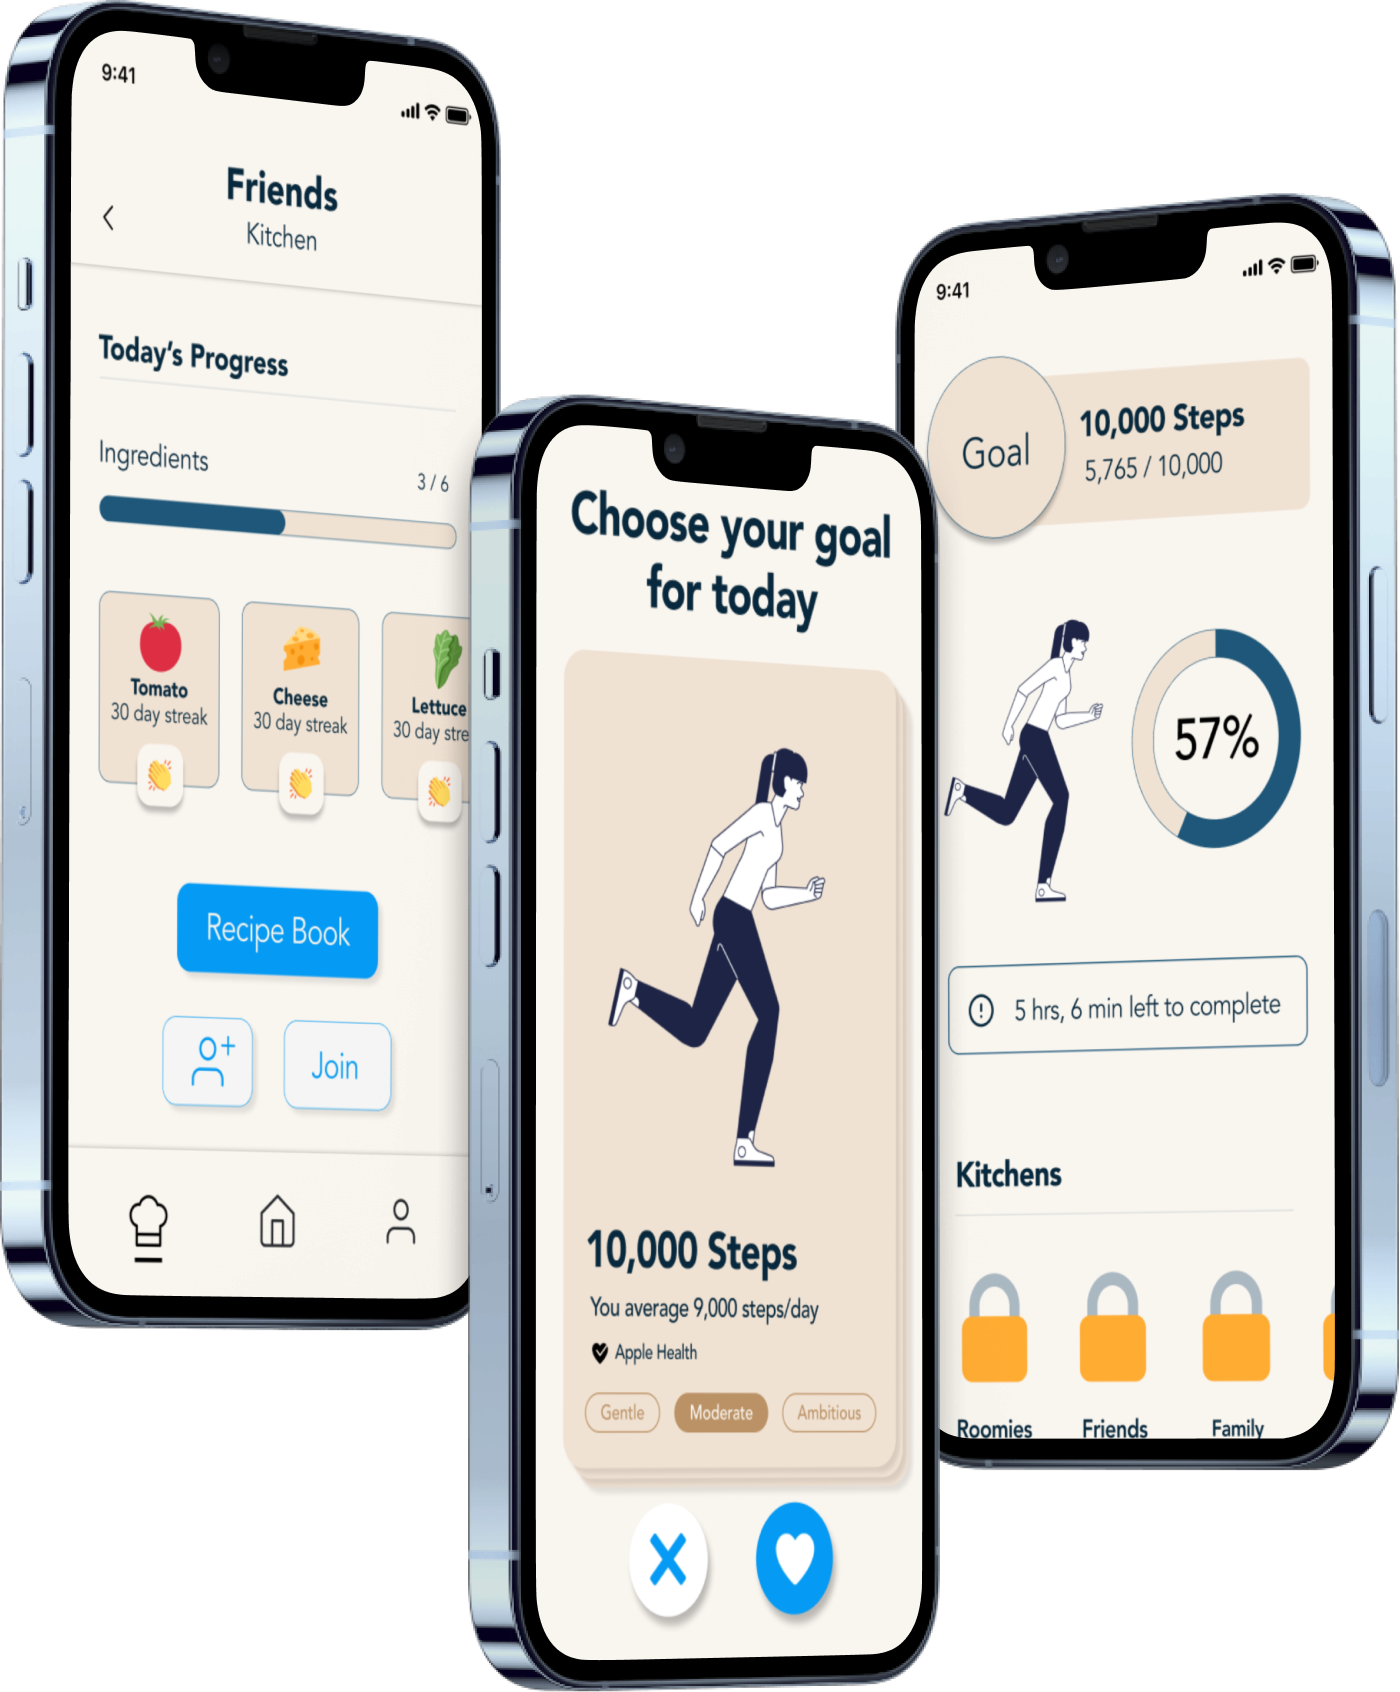 9:41
Friends
Kitchen
Today's Progress
Ingredients
3 / 6
Tomato
30 day streak
Cheese
30 day streak
Lettuce
30 day stre
Recipe Book
Join
Choose your goal
for today
10,000 Steps
You average 9,000 steps/day
Apple Health
Gentle
Moderate
Ambitious
9:41
Goal
10,000 Steps
5,765 / 10,000
57%
5 hrs, 6 min left to complete
Kitchens
Roomies
Friends
Family